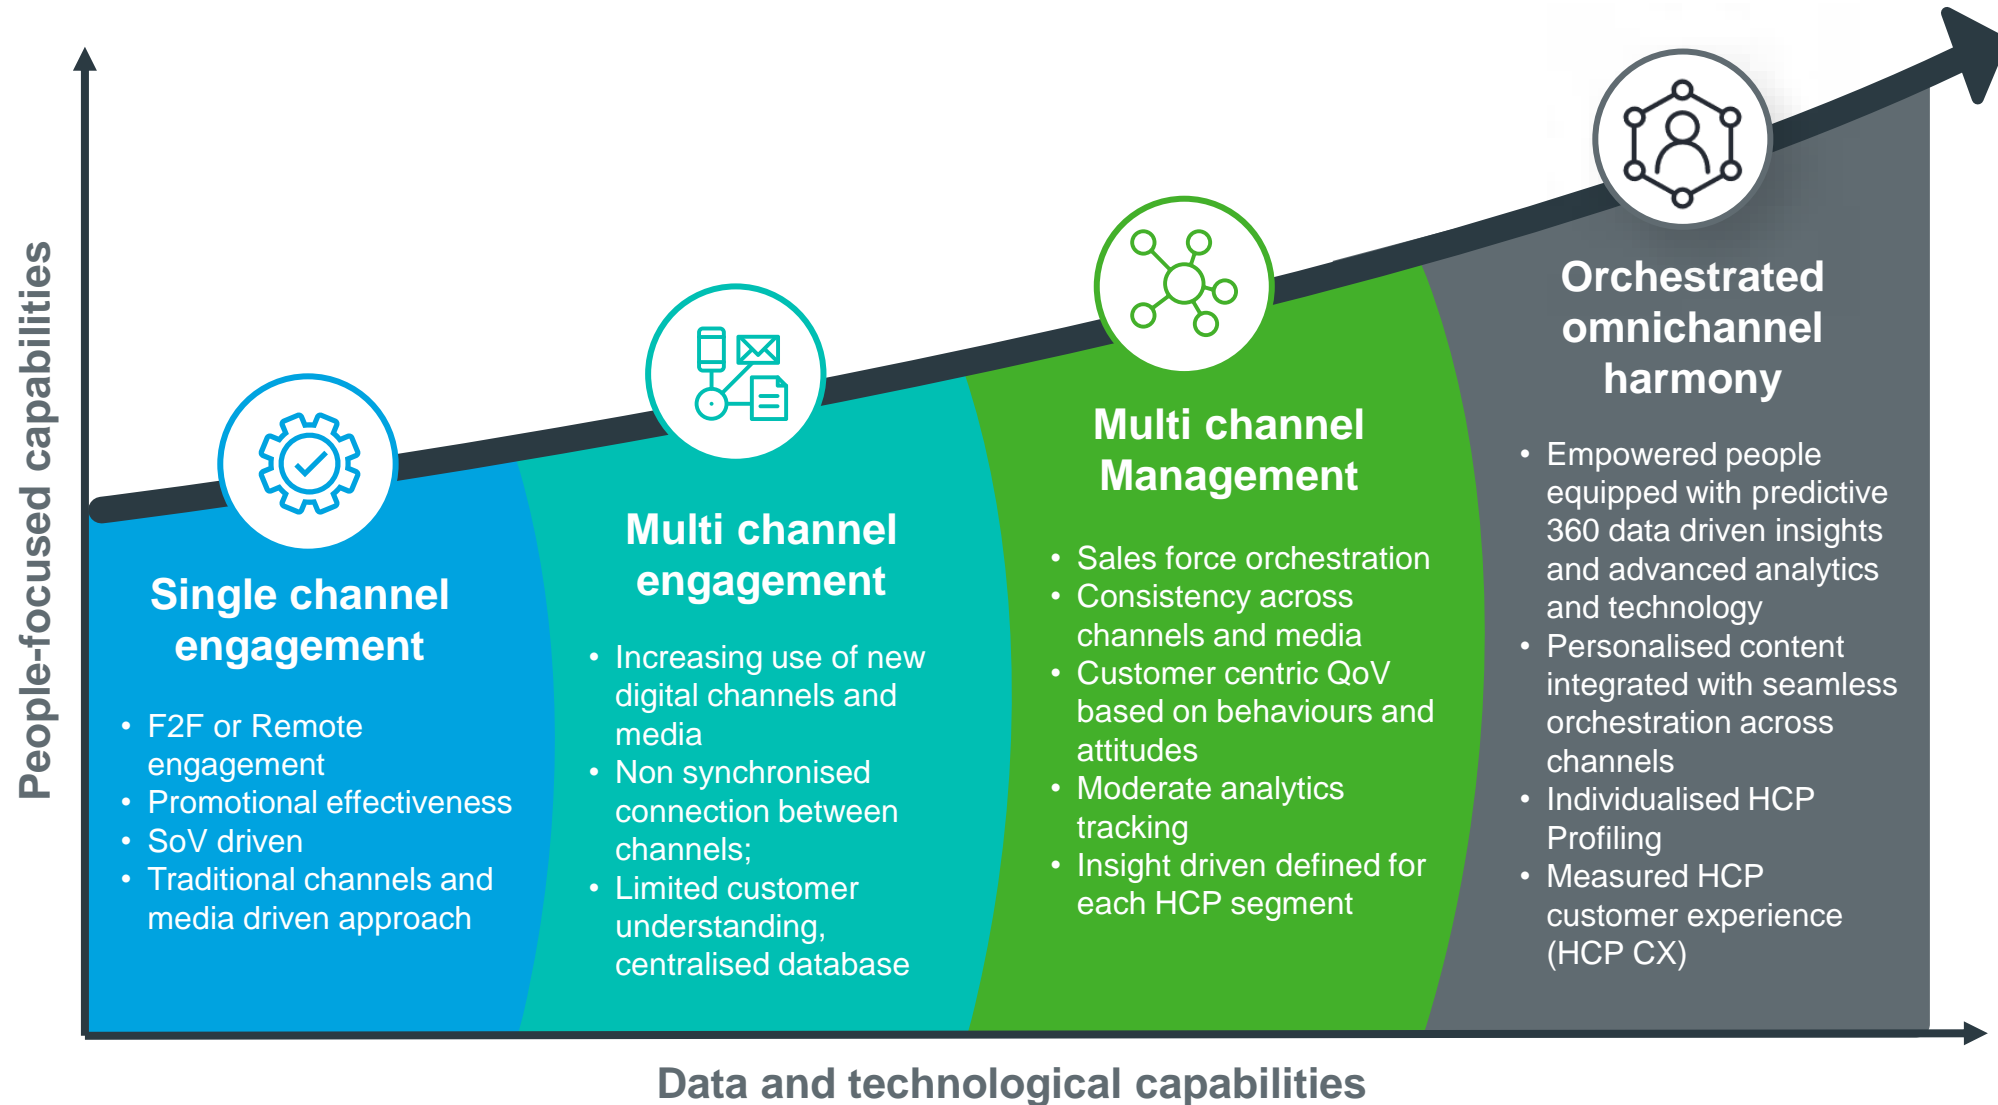 People-focused capabilities
Single channel
engagement
• F2F or Remote
engagement
• Promotional effectiveness
• SoV driven
• Traditional channels and
media driven approach
Multi channel
engagement
• Increasing use of new
digital channels and
media
• Non synchronised
connection between
channels;
• Limited customer
understanding,
centralised database
Multi channel
Management
• Sales force orchestration
• Consistency across
channels and media
• Customer centric QoV
based on behaviours and
attitudes
• Moderate analytics
tracking
• Insight driven defined for
each HCP segment
Orchestrated
omnichannel
harmony
• Empowered people
equipped with predictive
360 data driven insights
and advanced analytics
and technology
• Personalised content
integrated with seamless
orchestration across
channels
• Individualised HCP
Profiling
• Measured HCP
customer experience
(HCP CX)
Data and technological capabilities